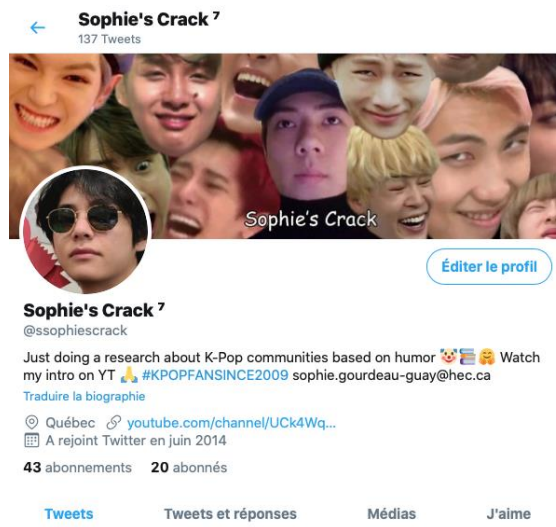 Sophie's Crack ⁷
137 Tweets
Sophie's Crack
Éditer le profil
Sophie's Crack ⁷
@ssophiescrack
Just doing a research about K-Pop communities based on humor 🤡📚🤗 Watch
my intro on YT 🙏 #KPOPFANSINCE2009 sophie.gourdeau-guay@hec.ca
Traduire la biographie
Québec youtube.com/channel/UCk4Wq...
A rejoint Twitter en juin 2014
43 abonnements 20 abonnés
Tweets Tweets et réponses Médias J'aime